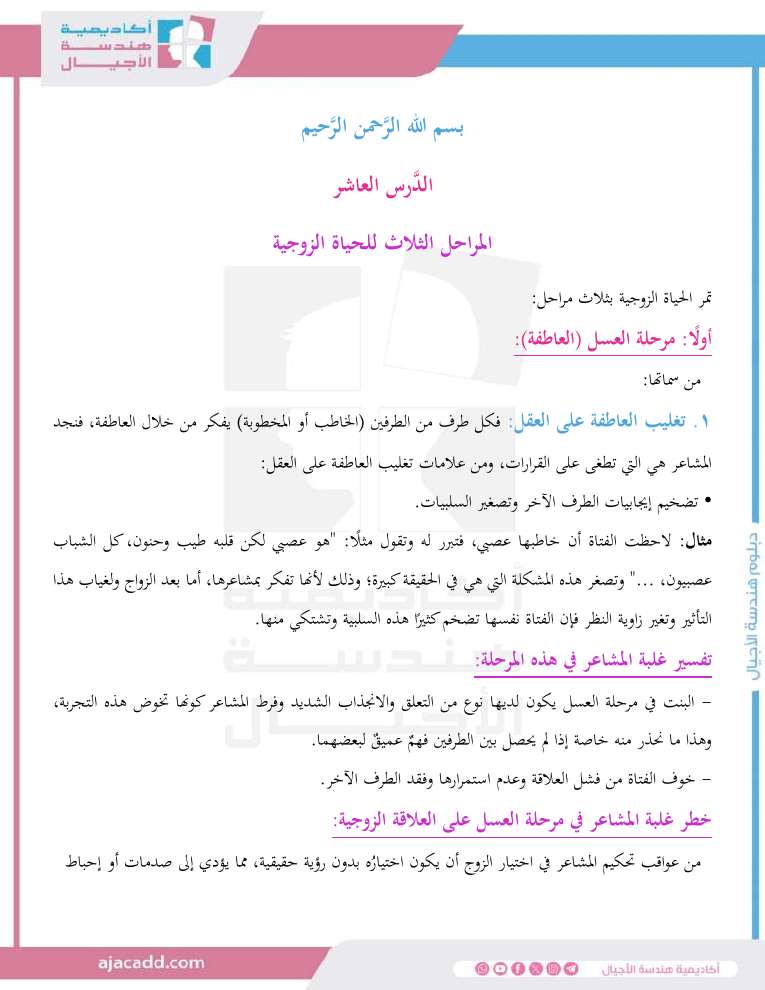 أكاديمية
هندسة
الأجيال
بسم الله الرَّحمن الرَّحيم
الدَّرس العاشر
المراحل الثلاث للحياة الزوجية
تمر الحياة الزوجية بثلاث مراحل:
أولًا: مرحلة العسل (العاطفة):
من سماتها:
١. تغليب العاطفة على العقل: فكل طرف من الطرفين (الخاطب أو المخطوبة) يفكر من خلال العاطفة، فنجد
المشاعر هي التي تطغى على القرارات، ومن علامات تغليب العاطفة على العقل:
• تضخيم إيجابيات الطرف الآخر وتصغير السلبيات.
مثال: لاحظت الفتاة أن خاطبها عصبي، فتبرر له وتقول مثلًا: "هو عصبي لكن قلبه طيب وحنون، كل الشباب
عصبيون، ..." وتصغر هذه المشكلة التي هي في الحقيقة كبيرة؛ وذلك لأنها تفكر بمشاعرها، أما بعد الزواج ولغياب هذا
التأثير وتغير زاوية النظر فإن الفتاة نفسها تضخم كثيرًا هذه السلبية وتشتكي منها.
تفسير غلبة المشاعر في هذه المرحلة:
– البنت في مرحلة العسل يكون لديها نوع من التعلق والانجذاب الشديد وفرط المشاعر كونها تخوض هذه التجربة،
وهذا ما نحذر منه خاصة إذا لم يحصل بين الطرفين فهمٌ عميقٌ لبعضهما.
– خوف الفتاة من فشل العلاقة وعدم استمرارها وفقد الطرف الآخر.
خطر غلبة المشاعر في مرحلة العسل على العلاقة الزوجية:
من عواقب تحكيم المشاعر في اختيار الزوج أن يكون اختيارُه بدون رؤية حقيقية، مما يؤدي إلى صدمات أو إحباط
دبلوم هندسة الأجيال
أكاديمية
هندسة
الأجيال
أكاديمية هندسة الأجيال
ajacadd.com